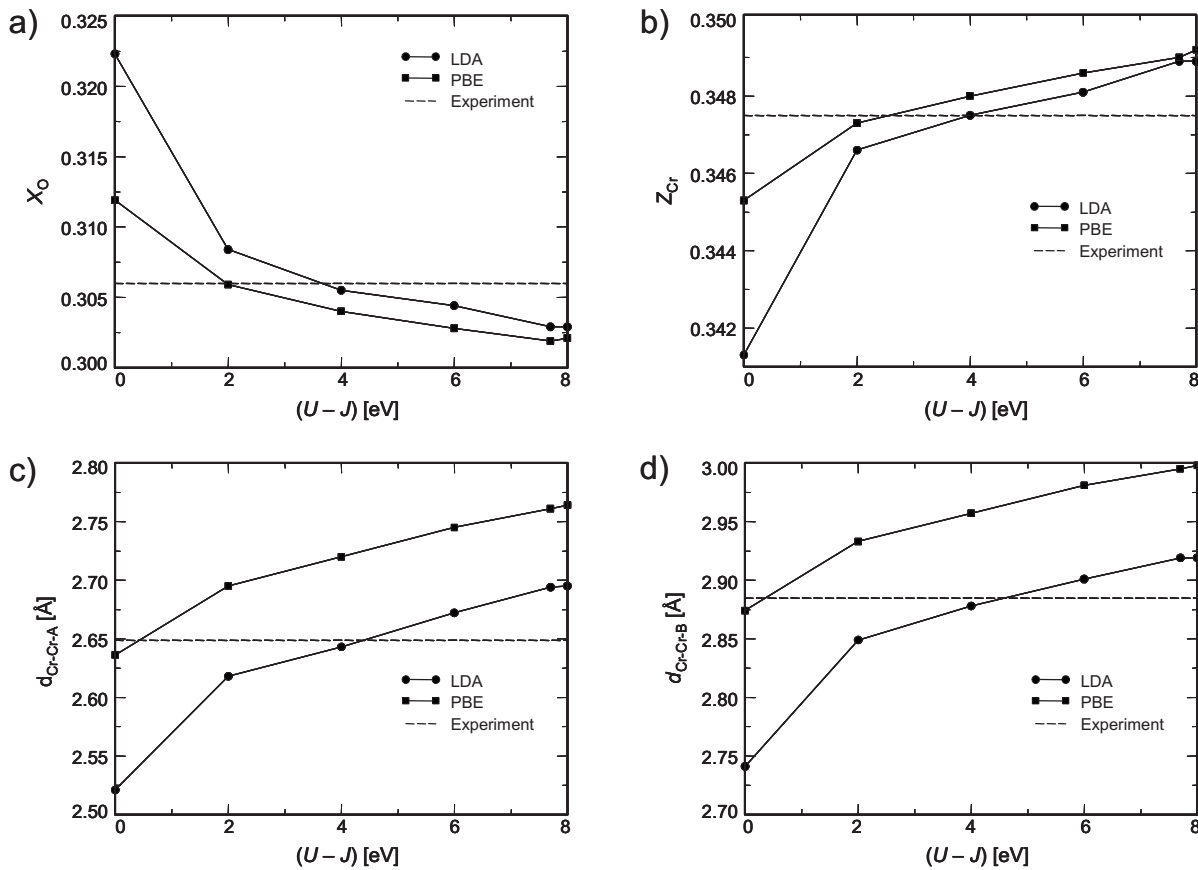 a)
0.325
0.320
0.315
0.310
0.305
0.300
X_O
LDA
PBE
Experiment
0 2 4 6 8
(U – J) [eV]
b)
0.350
0.348
0.346
0.344
0.342
Z_Cr
LDA
PBE
Experiment
0 2 4 6 8
(U – J) [eV]
c)
2.80
2.75
2.70
2.65
2.60
2.55
2.50
d_Cr-Cr-A [Å]
LDA
PBE
Experiment
0 2 4 6 8
(U – J) [eV]
d)
3.00
2.95
2.90
2.85
2.80
2.75
2.70
d_Cr-Cr-B [Å]
LDA
PBE
Experiment
0 2 4 6 8
(U – J) [eV]